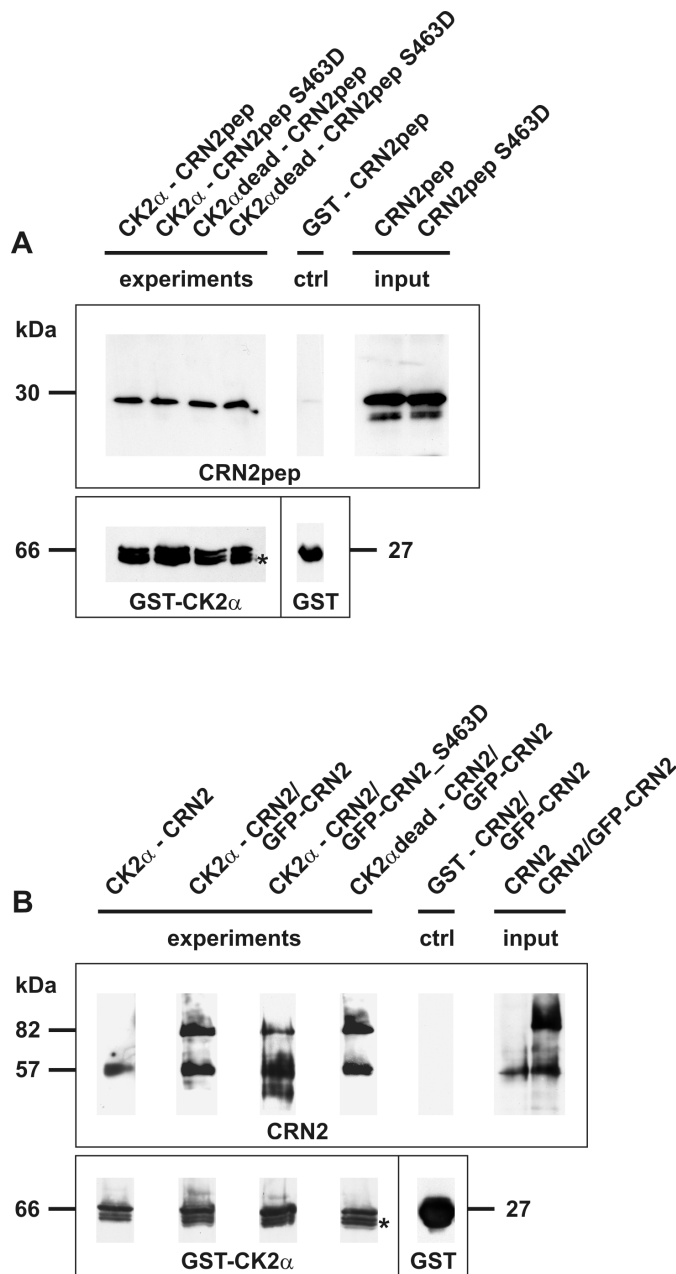 CK2α - CRN2pep
CK2α - CRN2pep S463D
CK2αdead - CRN2pep
CK2αdead - CRN2pep S463D
GST - CRN2pep
CRN2pep
CRN2pep S463D
A
experiments
ctrl
input
kDa
30
CRN2pep
66
*
27
GST-CK2α
GST
CK2α - CRN2
CK2α - CRN2/
GFP-CRN2
CK2α - CRN2/
GFP-CRN2_S463D
CK2αdead - CRN2/
GFP-CRN2
GST - CRN2/
GFP-CRN2
CRN2
CRN2/GFP-CRN2
B
experiments
ctrl
input
kDa
82
57
CRN2
66
*
27
GST-CK2α
GST